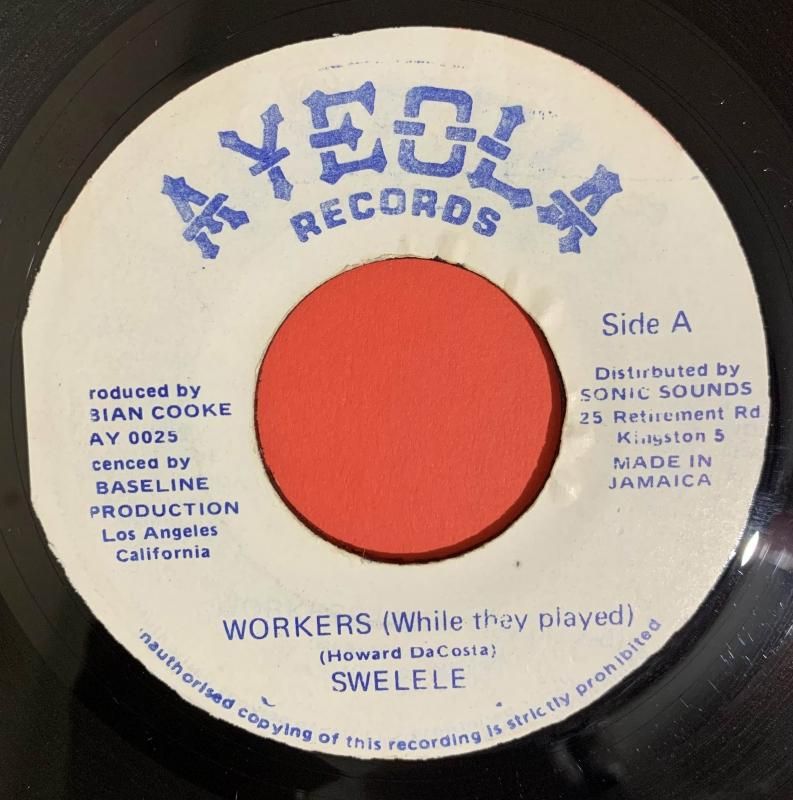 AYEOLA
RECORDS
Side A
roduced by
BIAN COOKE
AY 0025
cenced by
BASELINE
PRODUCTION
Los Angeles
California
Distirbuted by
SONIC SOUNDS
25 Retirement Rd
Kingston 5
MADE IN
JAMAICA
WORKERS (While they played)
(Howard DaCosta)
SWELELE
nauthorised copying of this recording is strictly prohibited